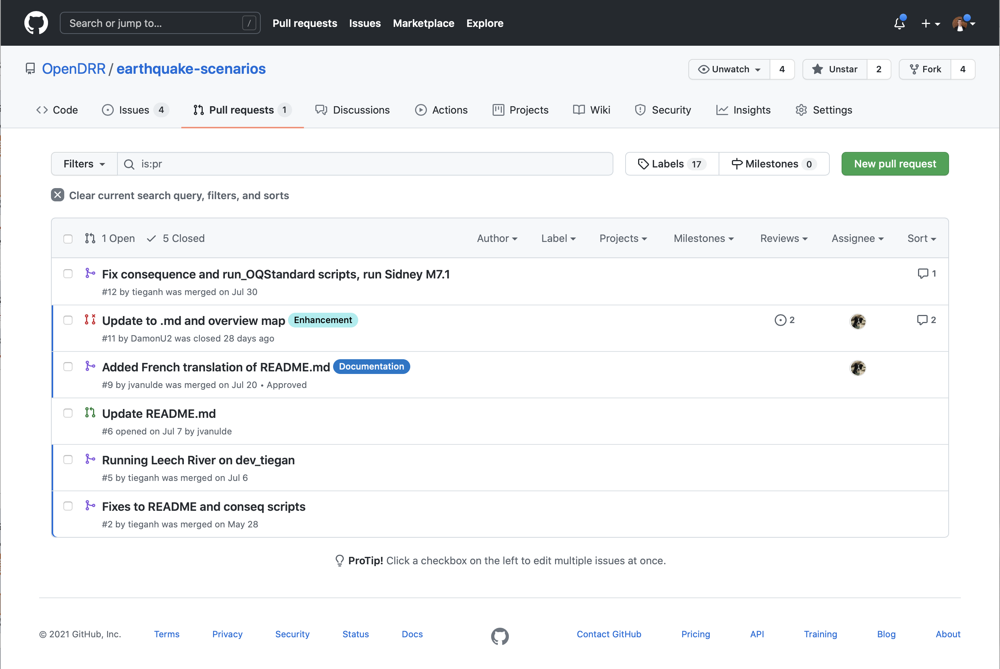 Search or jump to... / Pull requests Issues Marketplace Explore
OpenDRR / earthquake-scenarios Unwatch 4 Unstar 2 Fork 4
Code Issues 4 Pull requests 1 Discussions Actions Projects Wiki Security Insights Settings
Filters is:pr Labels 17 Milestones 0 New pull request
Clear current search query, filters, and sorts
1 Open 5 Closed Author Label Projects Milestones Reviews Assignee Sort
Fix consequence and run_OQStandard scripts, run Sidney M7.1 1
#12 by tieganh was merged on Jul 30
Update to .md and overview map Enhancement 2 2
#11 by DamonU2 was closed 28 days ago
Added French translation of README.md Documentation
#9 by jvanulde was merged on Jul 20 • Approved
Update README.md
#6 opened on Jul 7 by jvanulde
Running Leech River on dev_tiegan
#5 by tieganh was merged on Jul 6
Fixes to README and conseq scripts
#2 by tieganh was merged on May 28
ProTip! Click a checkbox on the left to edit multiple issues at once.
© 2021 GitHub, Inc. Terms Privacy Security Status Docs Contact GitHub Pricing API Training Blog About